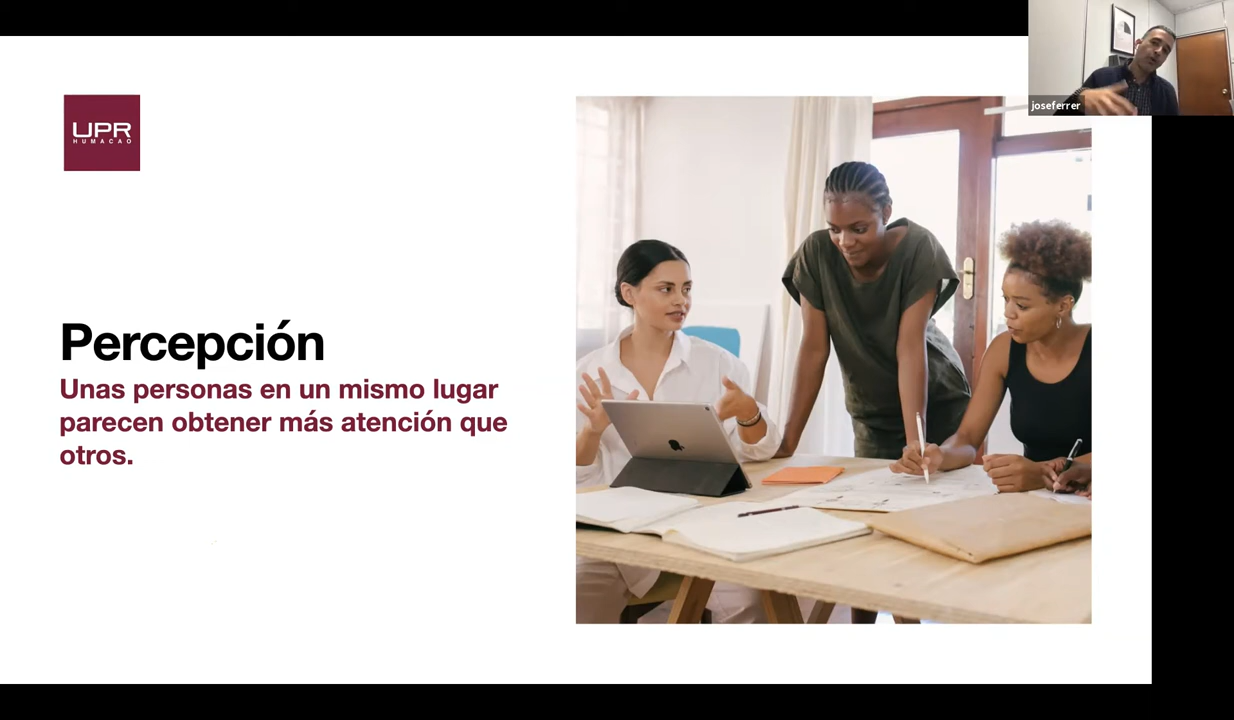 UPR
HUMACAO
joseferrer
Percepción
Unas personas en un mismo lugar
parecen obtener más atención que
otros.